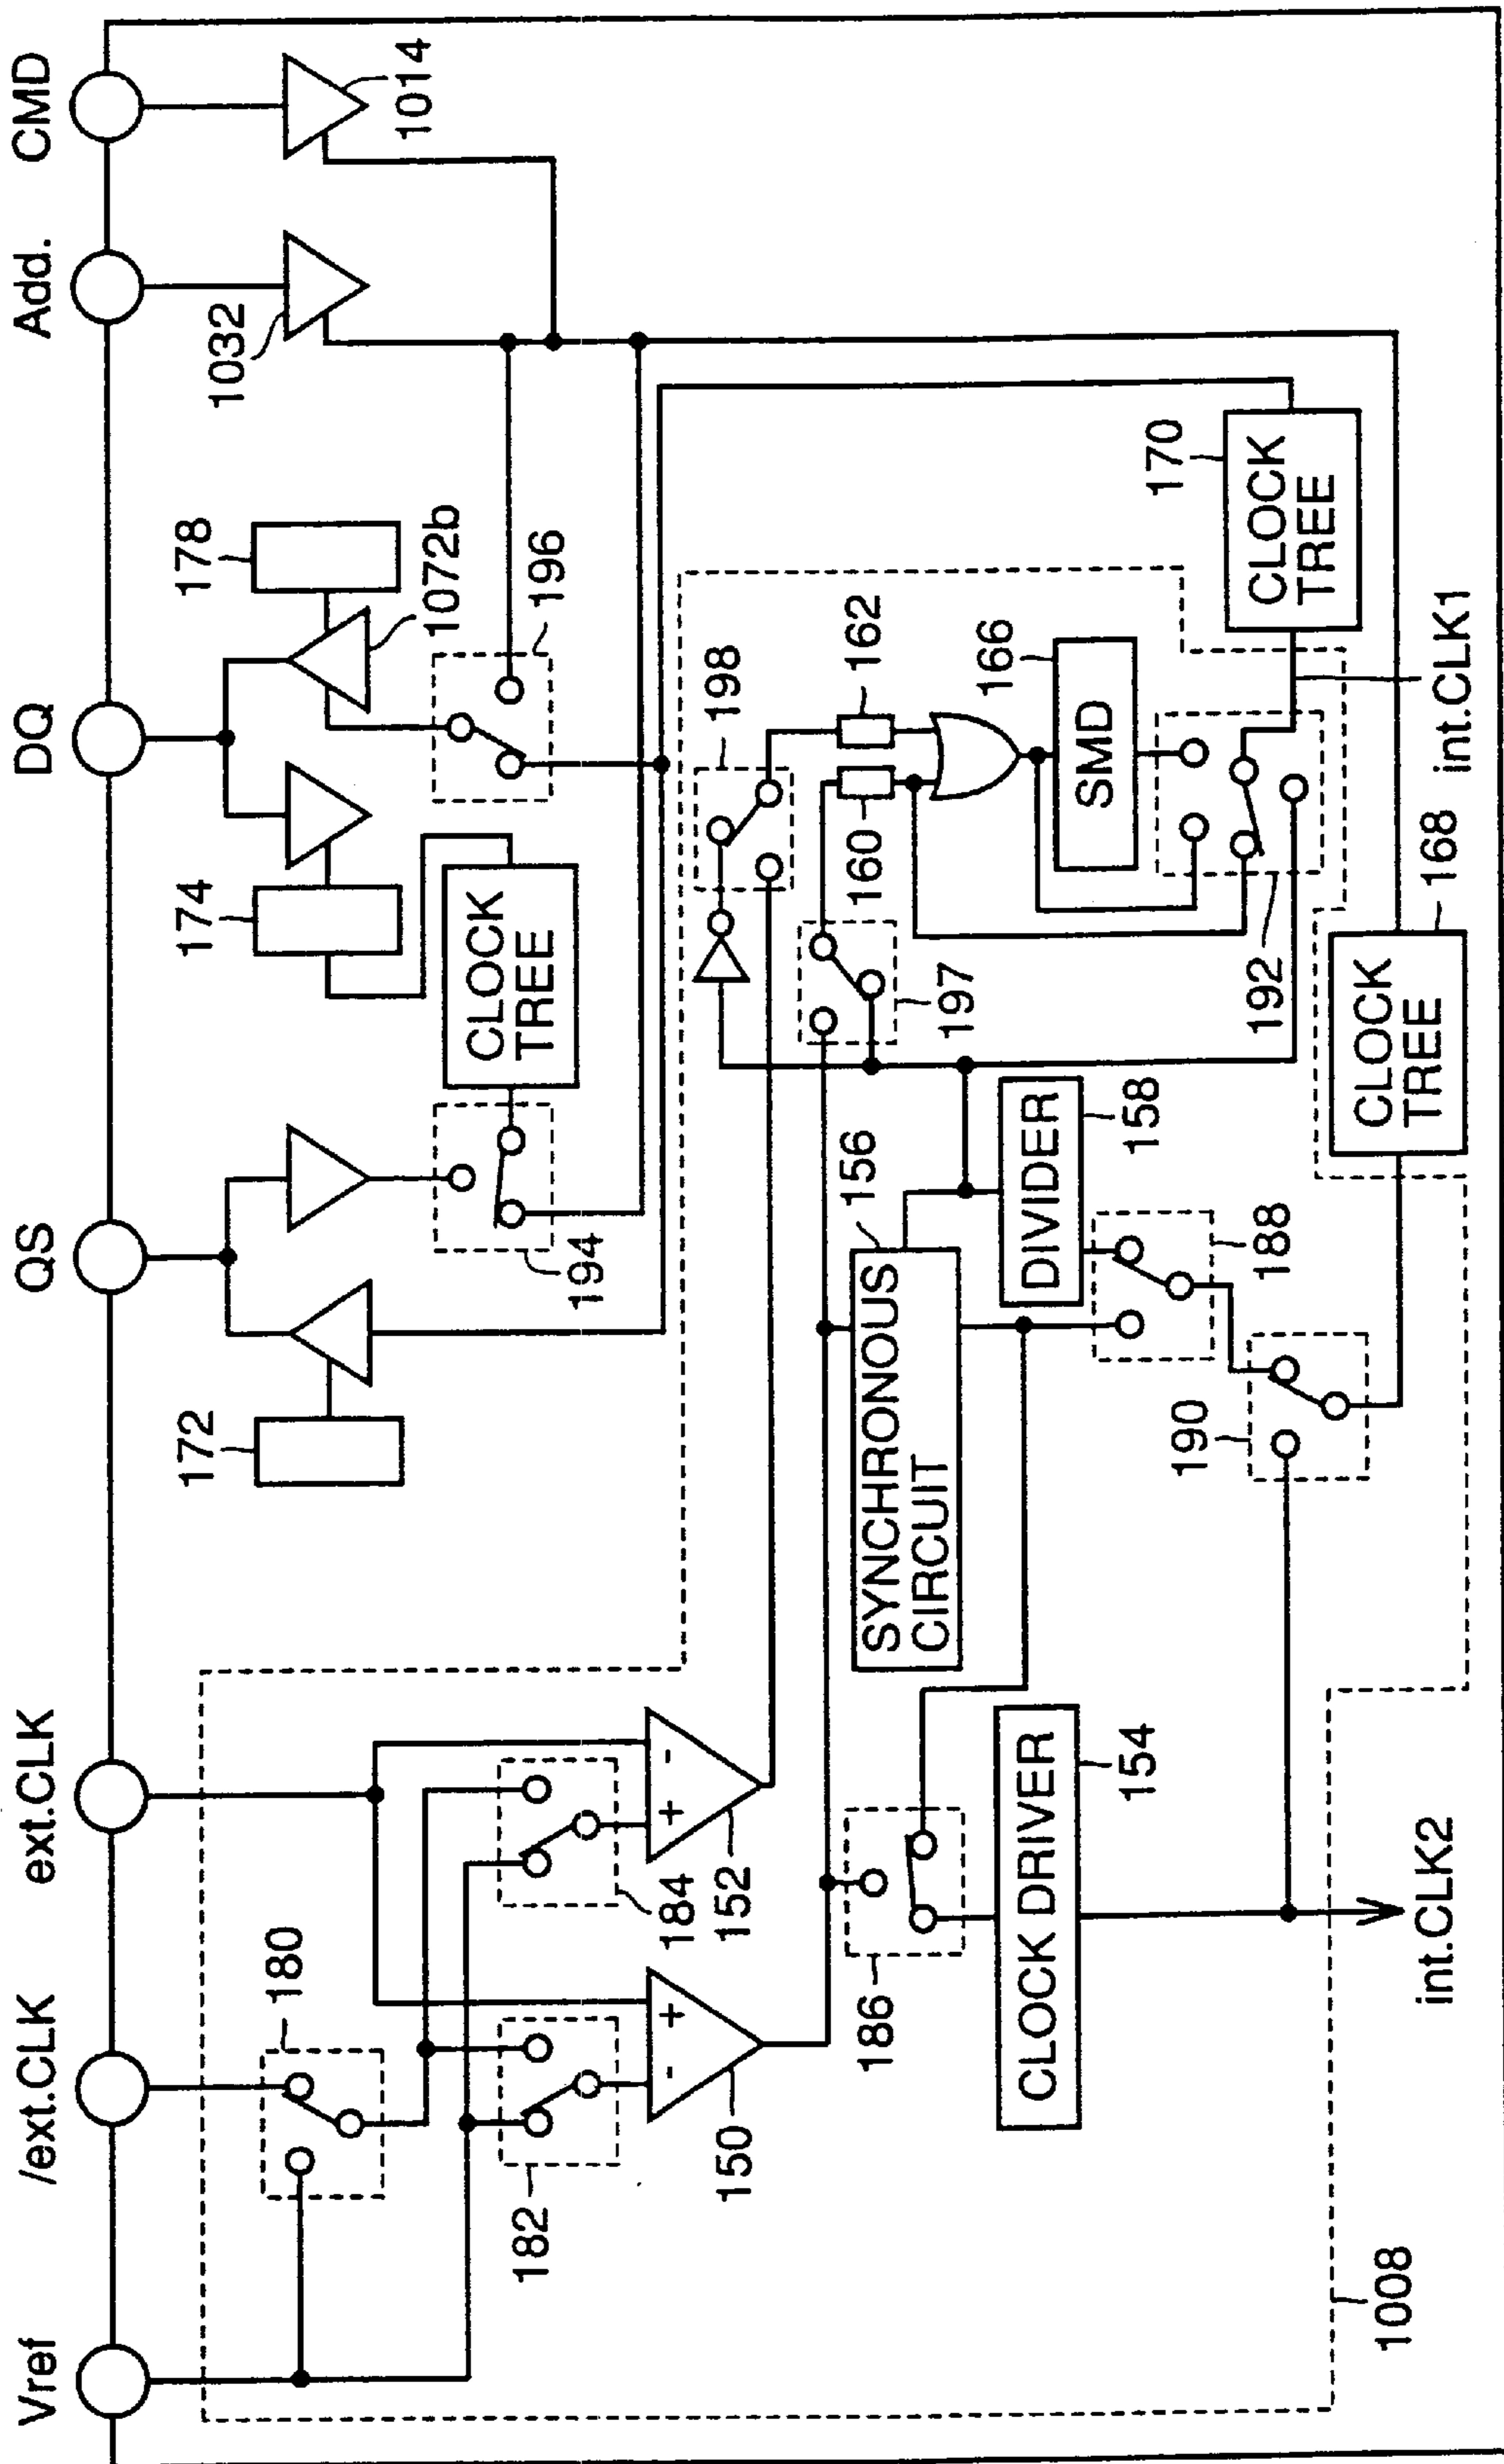 Vref
/ext.CLK
ext.CLK
QS
DQ
Add.
CMD
172
174
178
1072b
1032
1014
194
196
CLOCK
TREE
180
182
184
+
-
-
+
150
152
198
197
160
162
166
SMD
170
CLOCK
TREE
156
SYNCHRONOUS
CIRCUIT
DIVIDER
158
186
CLOCK DRIVER
154
188
190
192
CLOCK
TREE
168
int.CLK1
int.CLK2
1008